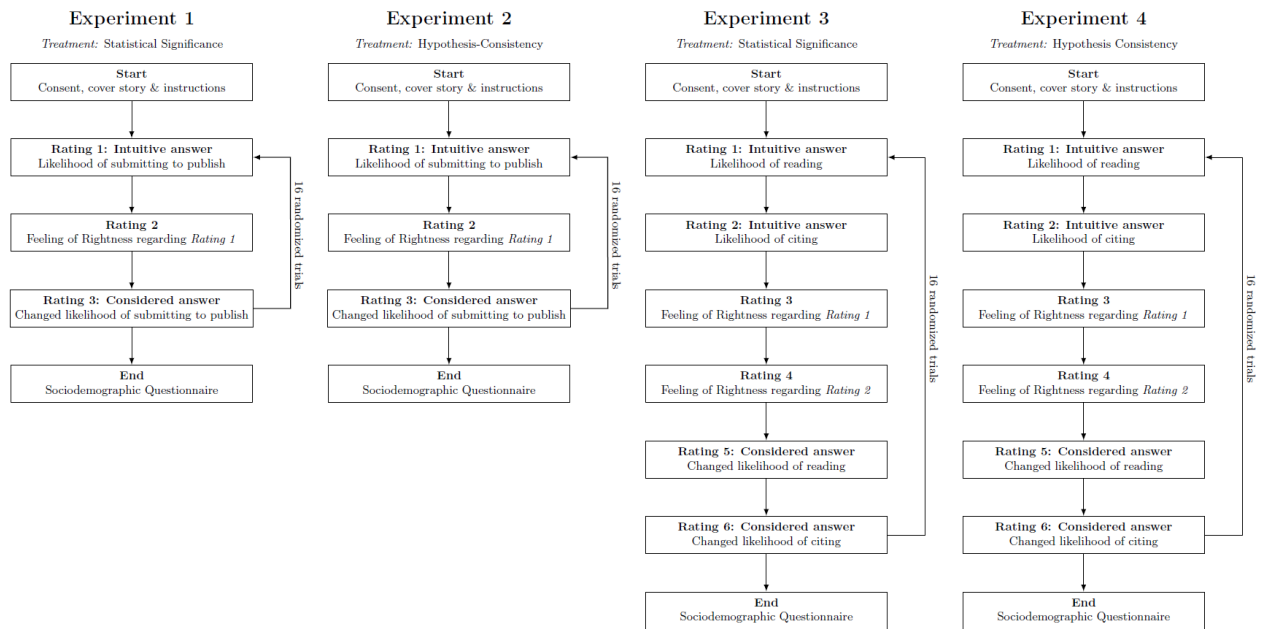 Experiment 1
Treatment: Statistical Significance
Start
Consent, cover story & instructions
Rating 1: Intuitive answer
Likelihood of submitting to publish
Rating 2
Feeling of Rightness regarding Rating 1
Rating 3: Considered answer
Changed likelihood of submitting to publish
End
Sociodemographic Questionnaire
16 randomized trials
Experiment 2
Treatment: Hypothesis-Consistency
Start
Consent, cover story & instructions
Rating 1: Intuitive answer
Likelihood of submitting to publish
Rating 2
Feeling of Rightness regarding Rating 1
Rating 3: Considered answer
Changed likelihood of submitting to publish
End
Sociodemographic Questionnaire
16 randomized trials
Experiment 3
Treatment: Statistical Significance
Start
Consent, cover story & instructions
Rating 1: Intuitive answer
Likelihood of reading
Rating 2: Intuitive answer
Likelihood of citing
Rating 3
Feeling of Rightness regarding Rating 1
Rating 4
Feeling of Rightness regarding Rating 2
Rating 5: Considered answer
Changed likelihood of reading
Rating 6: Considered answer
Changed likelihood of citing
End
Sociodemographic Questionnaire
16 randomized trials
Experiment 4
Treatment: Hypothesis Consistency
Start
Consent, cover story & instructions
Rating 1: Intuitive answer
Likelihood of reading
Rating 2: Intuitive answer
Likelihood of citing
Rating 3
Feeling of Rightness regarding Rating 1
Rating 4
Feeling of Rightness regarding Rating 2
Rating 5: Considered answer
Changed likelihood of reading
Rating 6: Considered answer
Changed likelihood of citing
End
Sociodemographic Questionnaire
16 randomized trials